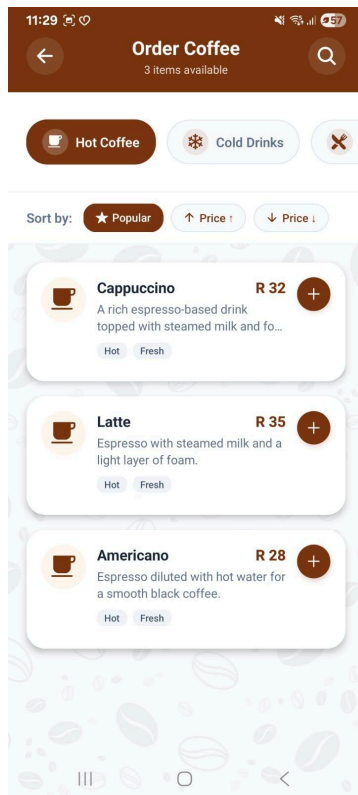 11:29
57
Order Coffee
3 items available
Hot Coffee
Cold Drinks
Sort by:
Popular
↑ Price ↑
↓ Price ↓
Cappuccino
R 32
A rich espresso-based drink
topped with steamed milk and fo...
Hot Fresh
Latte
R 35
Espresso with steamed milk and a
light layer of foam.
Hot Fresh
Americano
R 28
Espresso diluted with hot water for
a smooth black coffee.
Hot Fresh